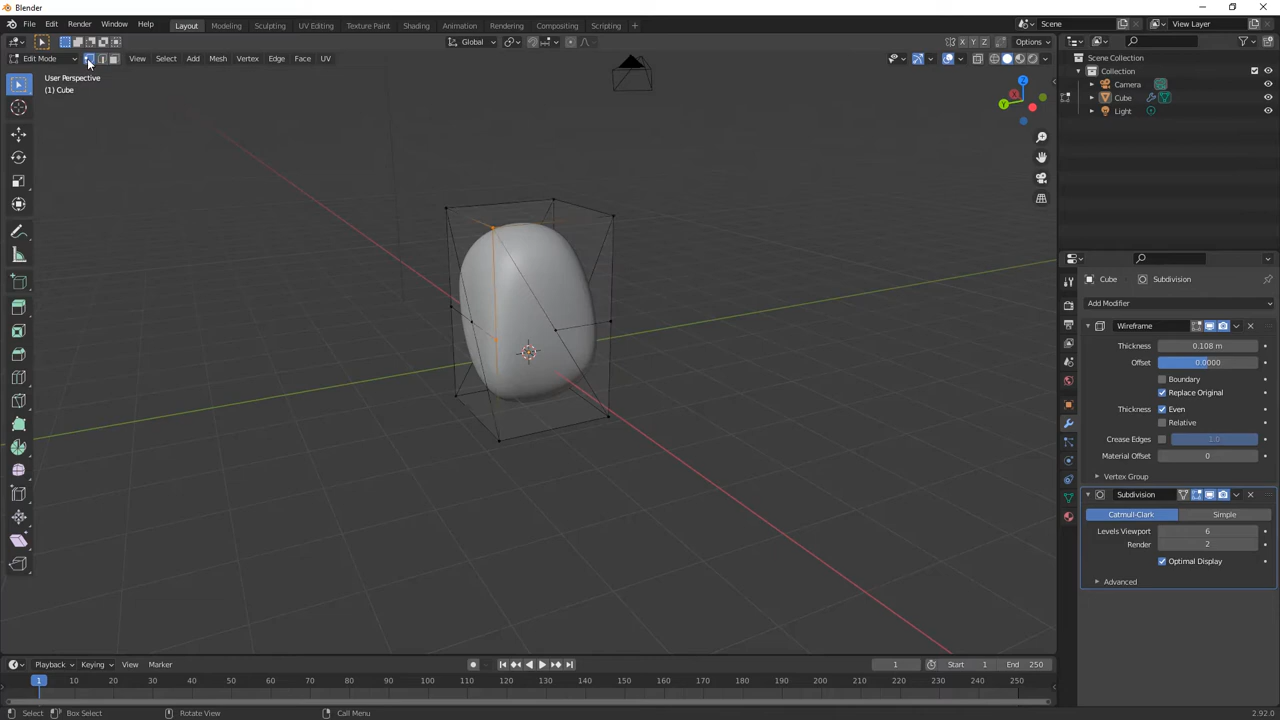 Blender
File Edit Render Window Help Layout Modeling Sculpting UV Editing Texture Paint Shading Animation Rendering Compositing Scripting + Scene View Layer
Global Options
X Y Z
Edit Mode View Select Add Mesh Vertex Edge Face UV
User Perspective
(1) Cube
Z
X
Y
Scene Collection
Collection
Camera
Cube
Light
Cube Subdivision
Add Modifier
Wireframe
Thickness 0.108 m
Offset 0.0000
Boundary
Replace Original
Thickness Even
Relative
Crease Edges 1.0
Material Offset 0
Vertex Group
Subdivision
Catmull-Clark Simple
Levels Viewport 6
Render 2
Optimal Display
Advanced
Playback Keying View Marker 1 Start 1 End 250
1 10 20 30 40 50 60 70 80 90 100 110 120 130 140 150 160 170 180 190 200 210 220 230 240 250
Select Box Select Rotate View Call Menu 2.92.0